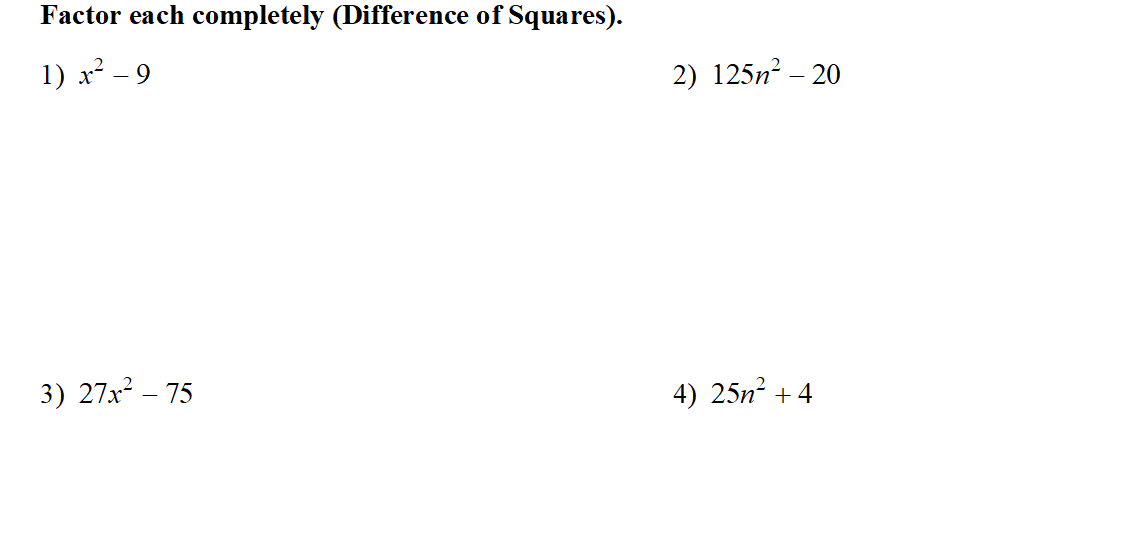 Factor each completely (Difference of Squares).
1) x² – 9
2) 125n² – 20
3) 27x² – 75
4) 25n² + 4